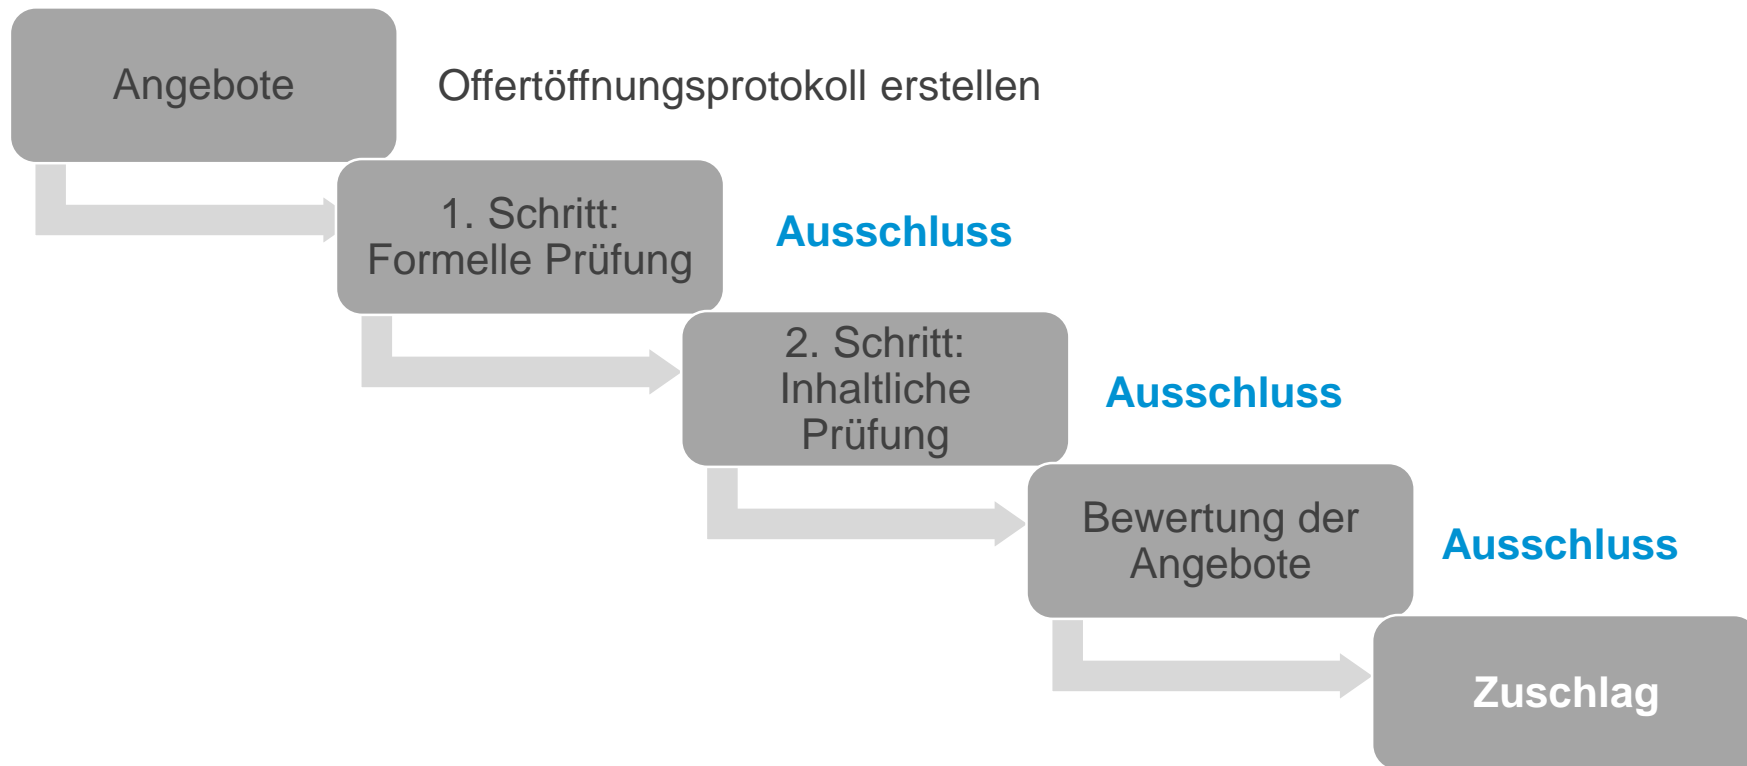 Angebote
Offertöffnungsprotokoll erstellen
1. Schritt:
Formelle Prüfung
Ausschluss
2. Schritt:
Inhaltliche
Prüfung
Ausschluss
Bewertung der
Angebote
Ausschluss
Zuschlag